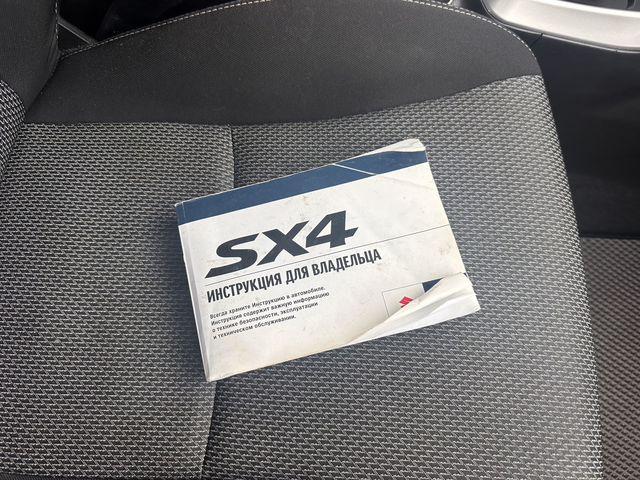 SX4
ИНСТРУКЦИЯ ДЛЯ ВЛАДЕЛЬЦА
Всегда храните Инструкцию в автомобиле.
Инструкция содержит важную информацию
о технике безопасности, эксплуатации
и техническом обслуживании.